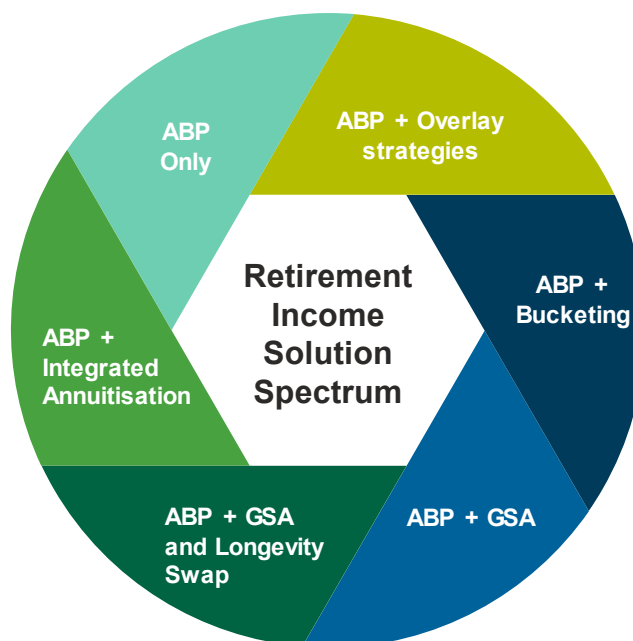 ABP
Only
ABP + Overlay
strategies
ABP +
Bucketing
ABP + GSA
ABP + GSA
and Longevity
Swap
ABP +
Integrated
Annuitisation
Retirement
Income
Solution
Spectrum